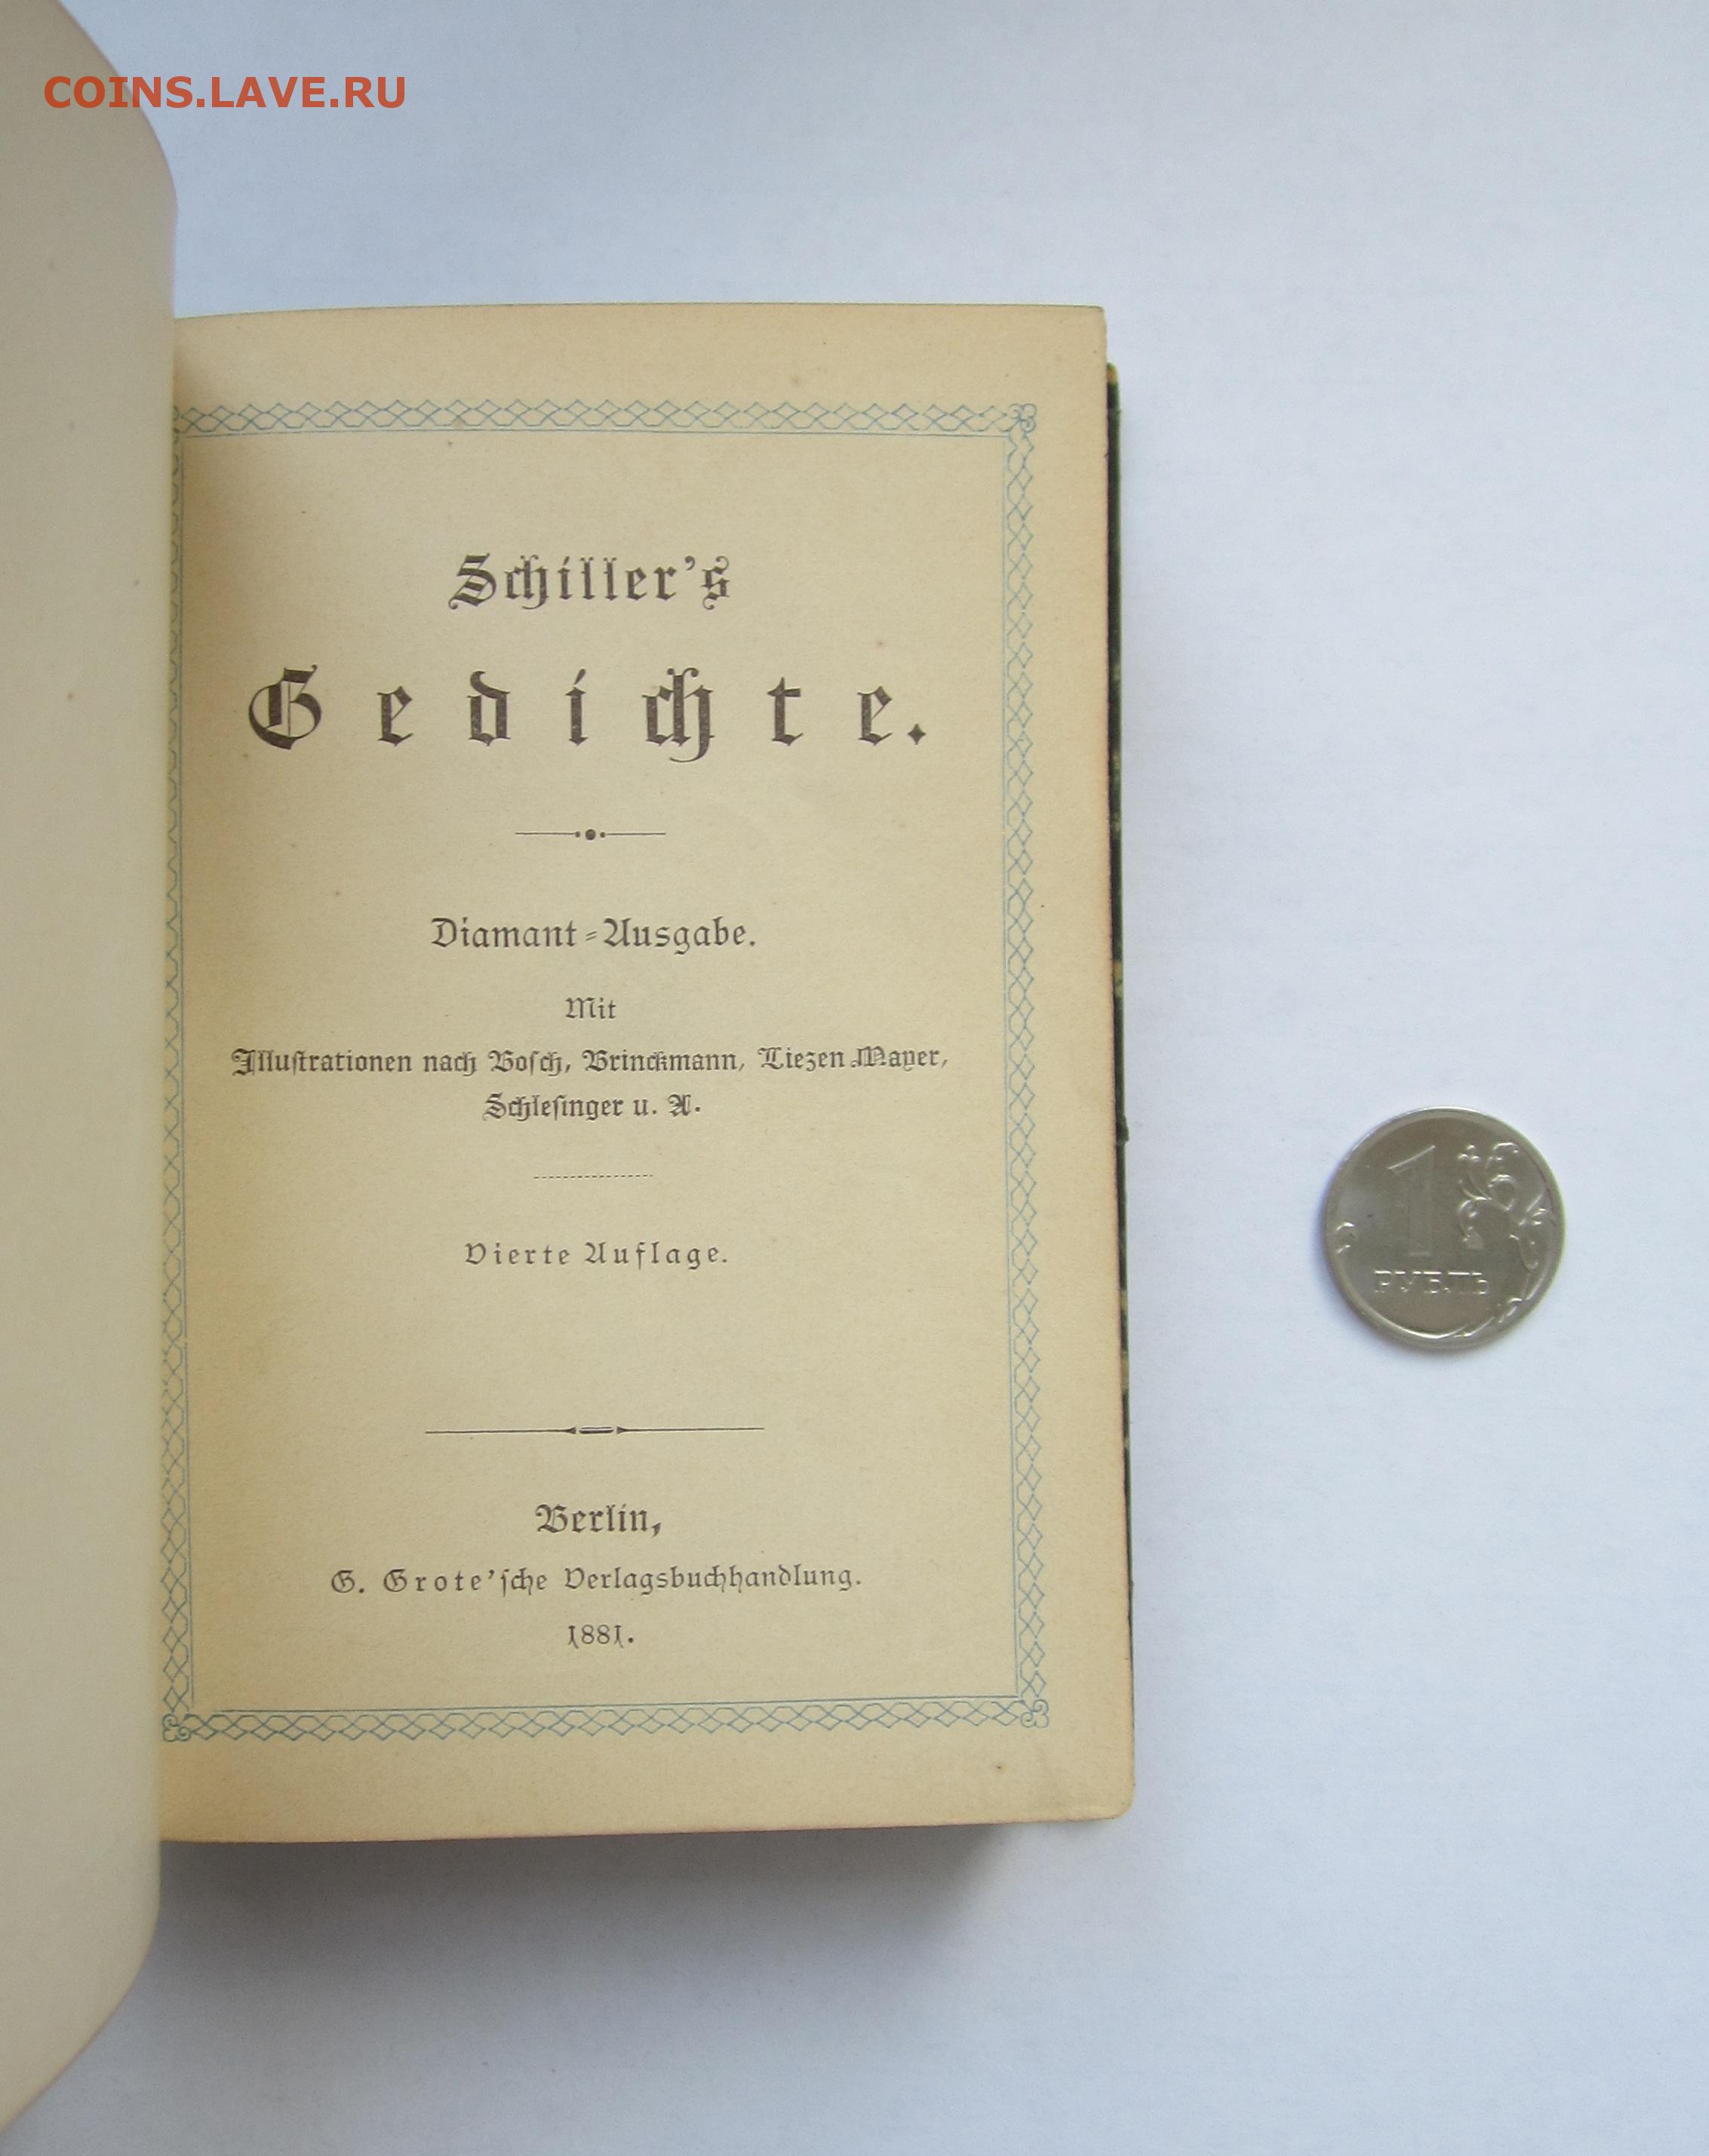 COINS.LAVE.RU
Schiller's
Gedichte.
Diamant-Ausgabe.
Mit
Illuſtrationen nach Boſch, Brinckmann, Liezen Mayer,
Schleſinger u. A.
Vierte Auflage.
Berlin,
G. Grote'ſche Verlagsbuchhandlung.
1881.
1
РУБЛЬ